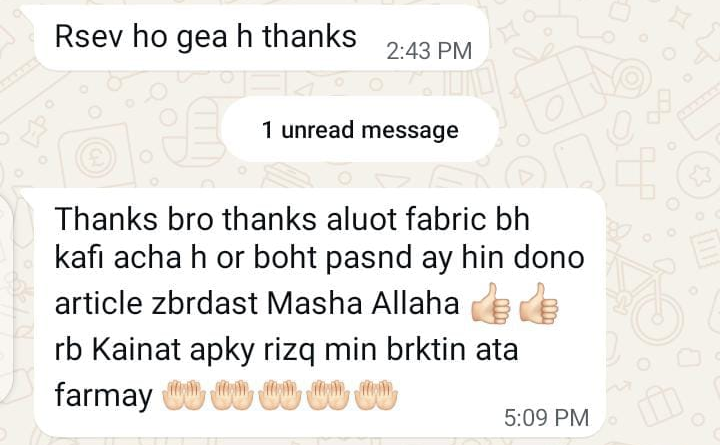 Rsev ho gea h thanks
2:43 PM
1 unread message
Thanks bro thanks aluot fabric bh
kafi acha h or boht pasnd ay hin dono
article zbrdast Masha Allaha 👍🏻 👍🏻
rb Kainat apky rizq min brktin ata
farmay 🤲🏻 🤲🏻 🤲🏻 🤲🏻 🤲🏻
5:09 PM